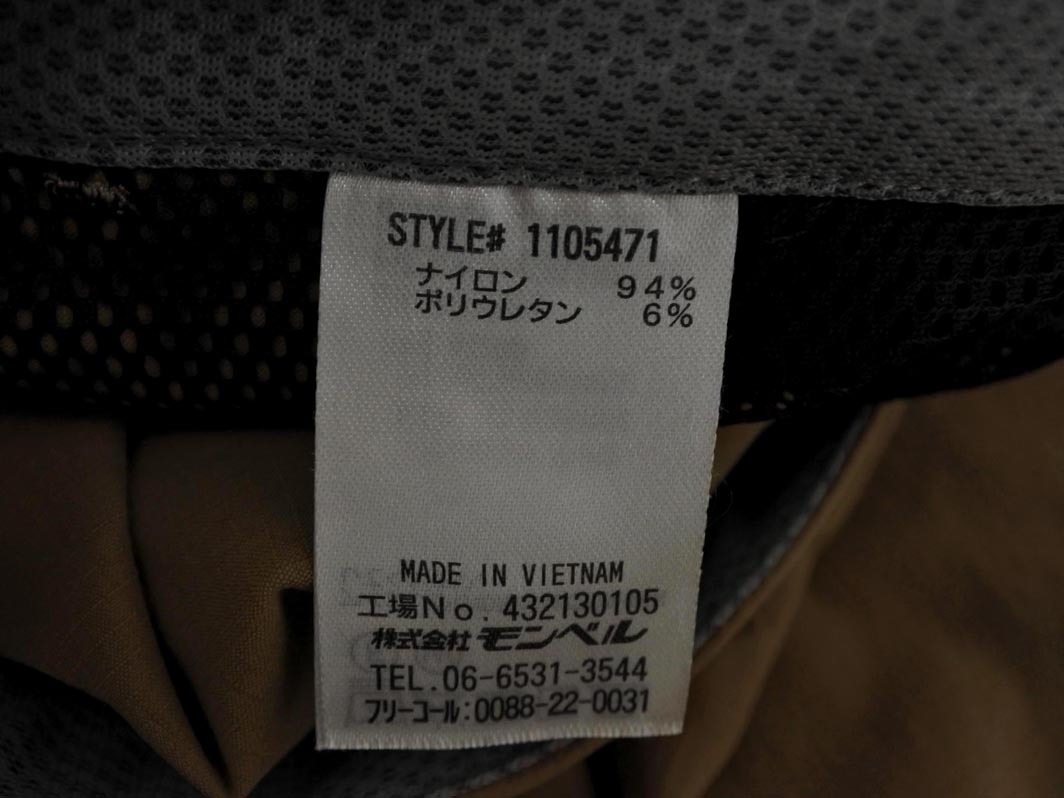 STYLE# 1105471
ナイロン 94%
ポリウレタン 6%
MADE IN VIETNAM
工場No. 432130105
株式会社 モンベル
TEL.06-6531-3544
フリーコール:0088-22-0031